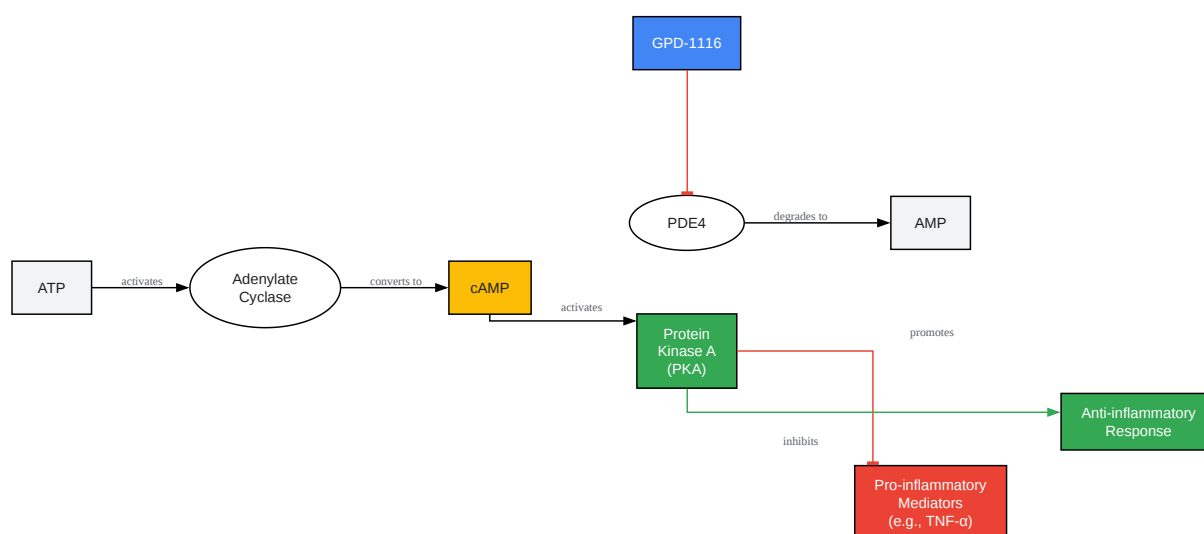 GPD-1116
PDE4
degrades to
AMP
ATP
activates
Adenylate
Cyclase
converts to
cAMP
activates
Protein
Kinase A
(PKA)
promotes
Anti-inflammatory
Response
inhibits
Pro-inflammatory
Mediators
(e.g., TNF-α)